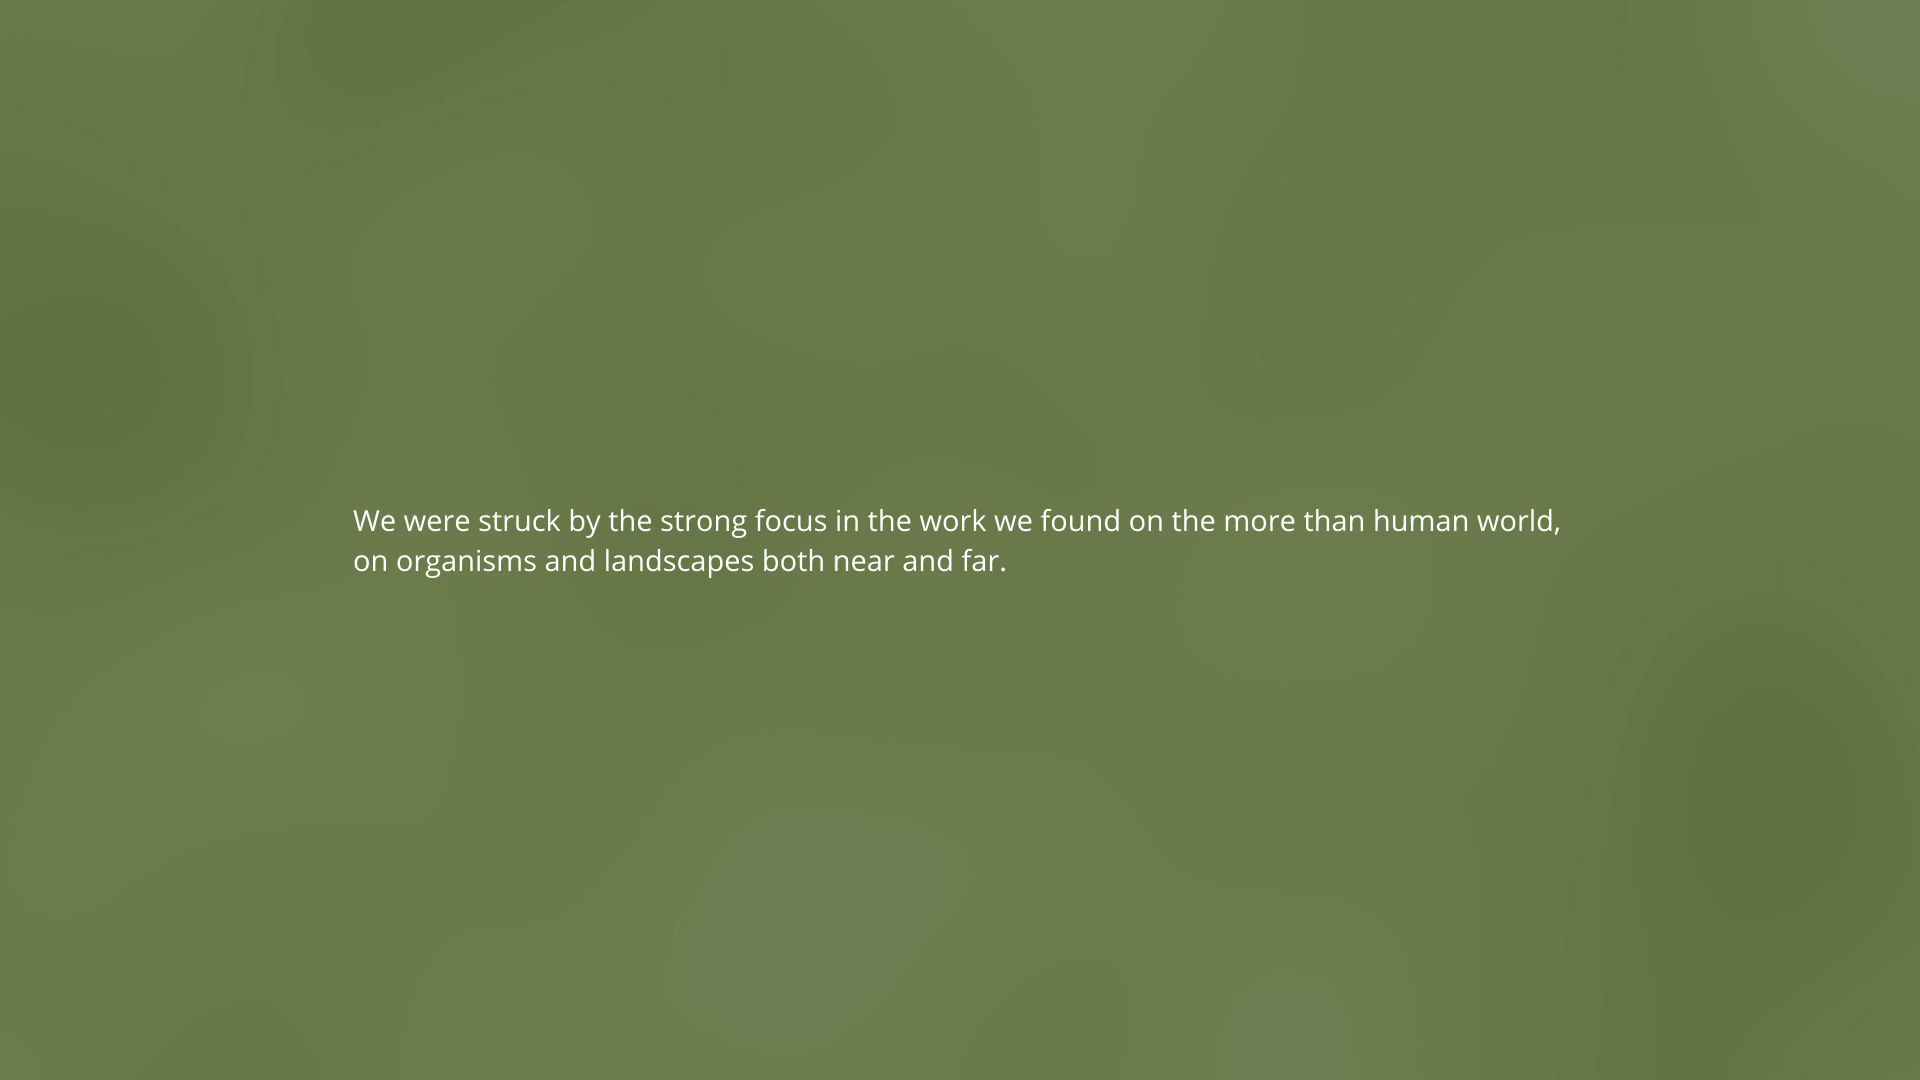 We were struck by the strong focus in the work we found on the more than human world,
on organisms and landscapes both near and far.